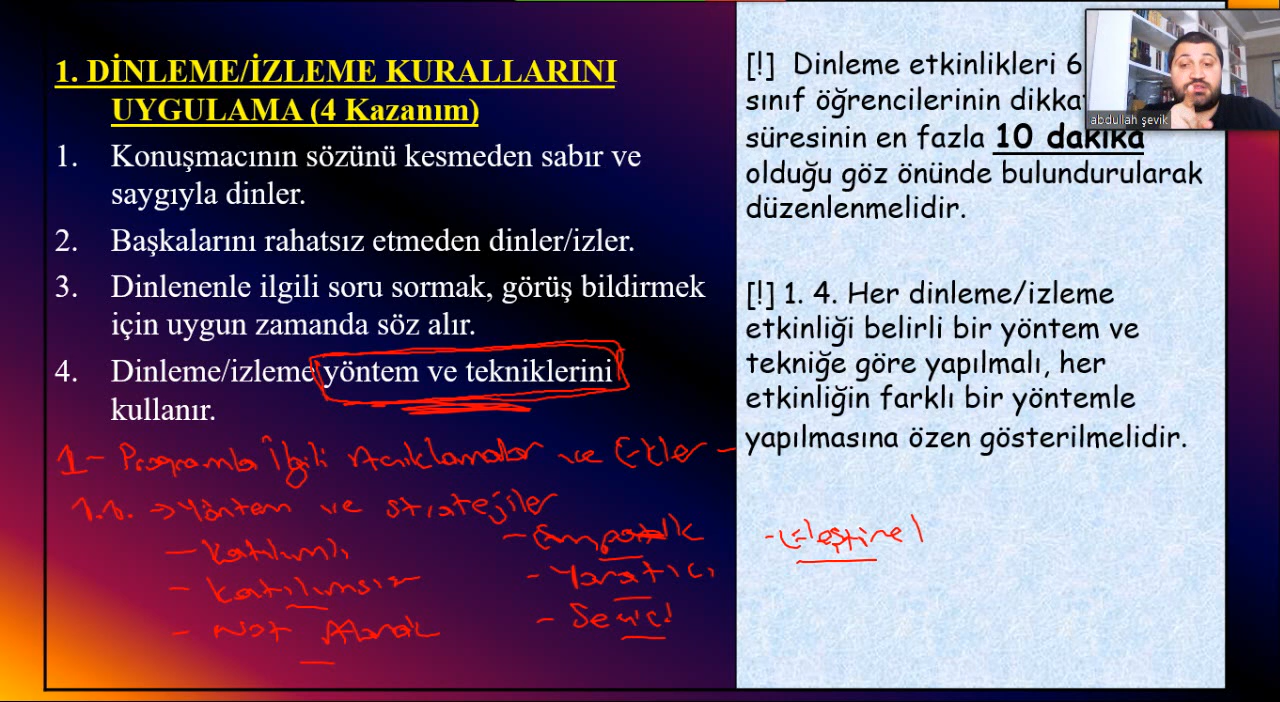 1. DİNLEME/İZLEME KURALLARINI
UYGULAMA (4 Kazanım)
1. Konuşmacının sözünü kesmeden sabır ve
saygıyla dinler.
2. Başkalarını rahatsız etmeden dinler/izler.
3. Dinlenenle ilgili soru sormak, görüş bildirmek
için uygun zamanda söz alır.
4. Dinleme/izleme yöntem ve tekniklerini
kullanır.
1- Programla İlgili Açıklamalar ve Etkler -
1.1. → Yöntem ve stratejiler
- Katılımlı
- Katılımsız
- Not Alarak
- Empatik
- Yaratıcı
- Seçici
[!] Dinleme etkinlikleri 6
sınıf öğrencilerinin dikkat
süresinin en fazla 10 dakika
olduğu göz önünde bulundurularak
düzenlenmelidir.
[!] 1. 4. Her dinleme/izleme
etkinliği belirli bir yöntem ve
tekniğe göre yapılmalı, her
etkinliğin farklı bir yöntemle
yapılmasına özen gösterilmelidir.
- Eleştirel
abdullah şevik